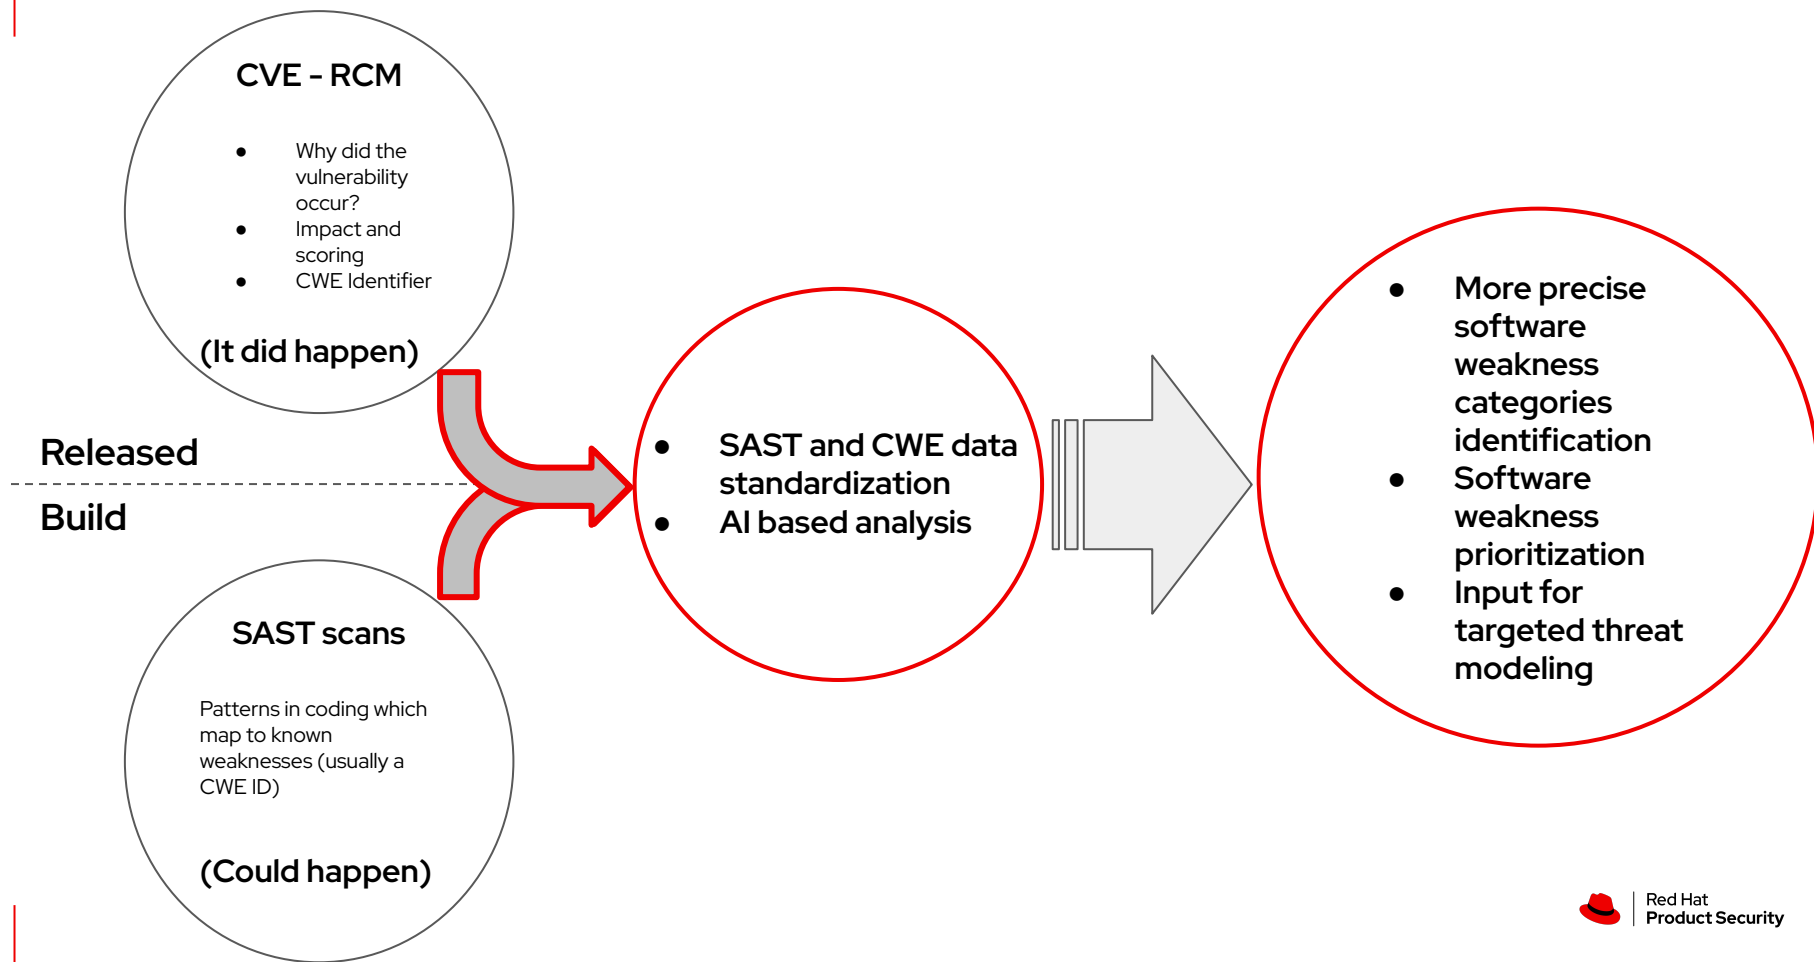 CVE - RCM
● Why did the
vulnerability
occur?
● Impact and
scoring
● CWE Identifier
(It did happen)
Released
Build
SAST scans
Patterns in coding which
map to known
weaknesses (usually a
CWE ID)
(Could happen)
● SAST and CWE data
standardization
● AI based analysis
● More precise
software
weakness
categories
identification
● Software
weakness
prioritization
● Input for
targeted threat
modeling
Red Hat
Product Security